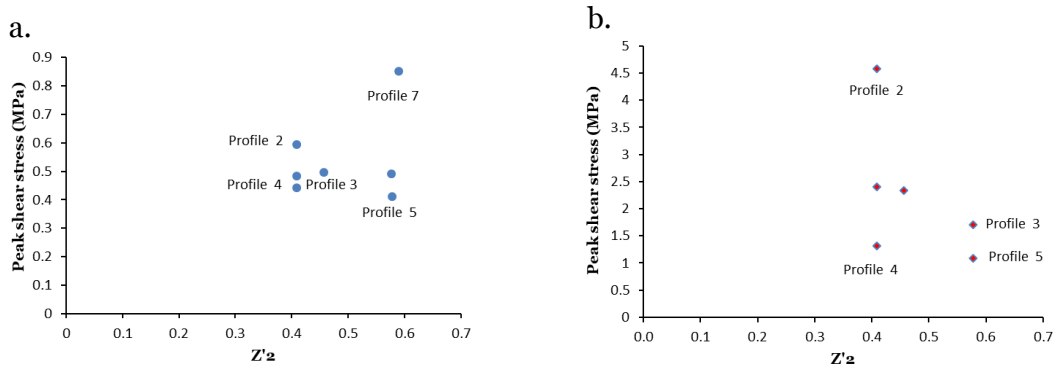 a.
Peak shear stress (MPa)
0.9
0.8
0.7
0.6
0.5
0.4
0.3
0.2
0.1
0
Profile 7
Profile 2
Profile 4
Profile 3
Profile 5
0 0.1 0.2 0.3 0.4 0.5 0.6 0.7
Z'2
b.
Peak shear stress (MPa)
5
4.5
4
3.5
3
2.5
2
1.5
1
0.5
0
Profile 2
Profile 3
Profile 5
Profile 4
0.0 0.1 0.2 0.3 0.4 0.5 0.6 0.7
Z'2